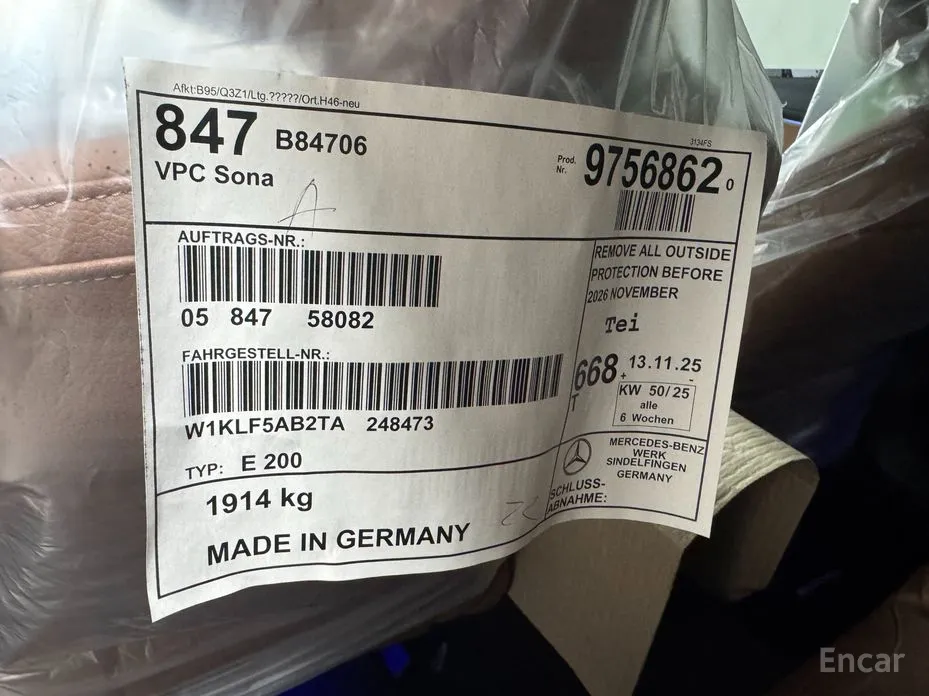 Afkt:B95/Q3Z1/Ltg.?????/Ort.H46-neu
847 B84706
VPC Sona
3134FS
Prod.
Nr.
9756862 0
A
AUFTRAGS-NR.:
05 847 58082
FAHRGESTELL-NR.:
W1KLF5AB2TA 248473
TYP: E 200
1914 kg
MADE IN GERMANY
REMOVE ALL OUTSIDE
PROTECTION BEFORE
2026 NOVEMBER
Tei
668 + 13.11.25 -
T
KW 50/25
alle
6 Wochen
MERCEDES-BENZ
WERK
SINDELFINGEN
GERMANY
SCHLUSS-
ABNAHME:
Encar